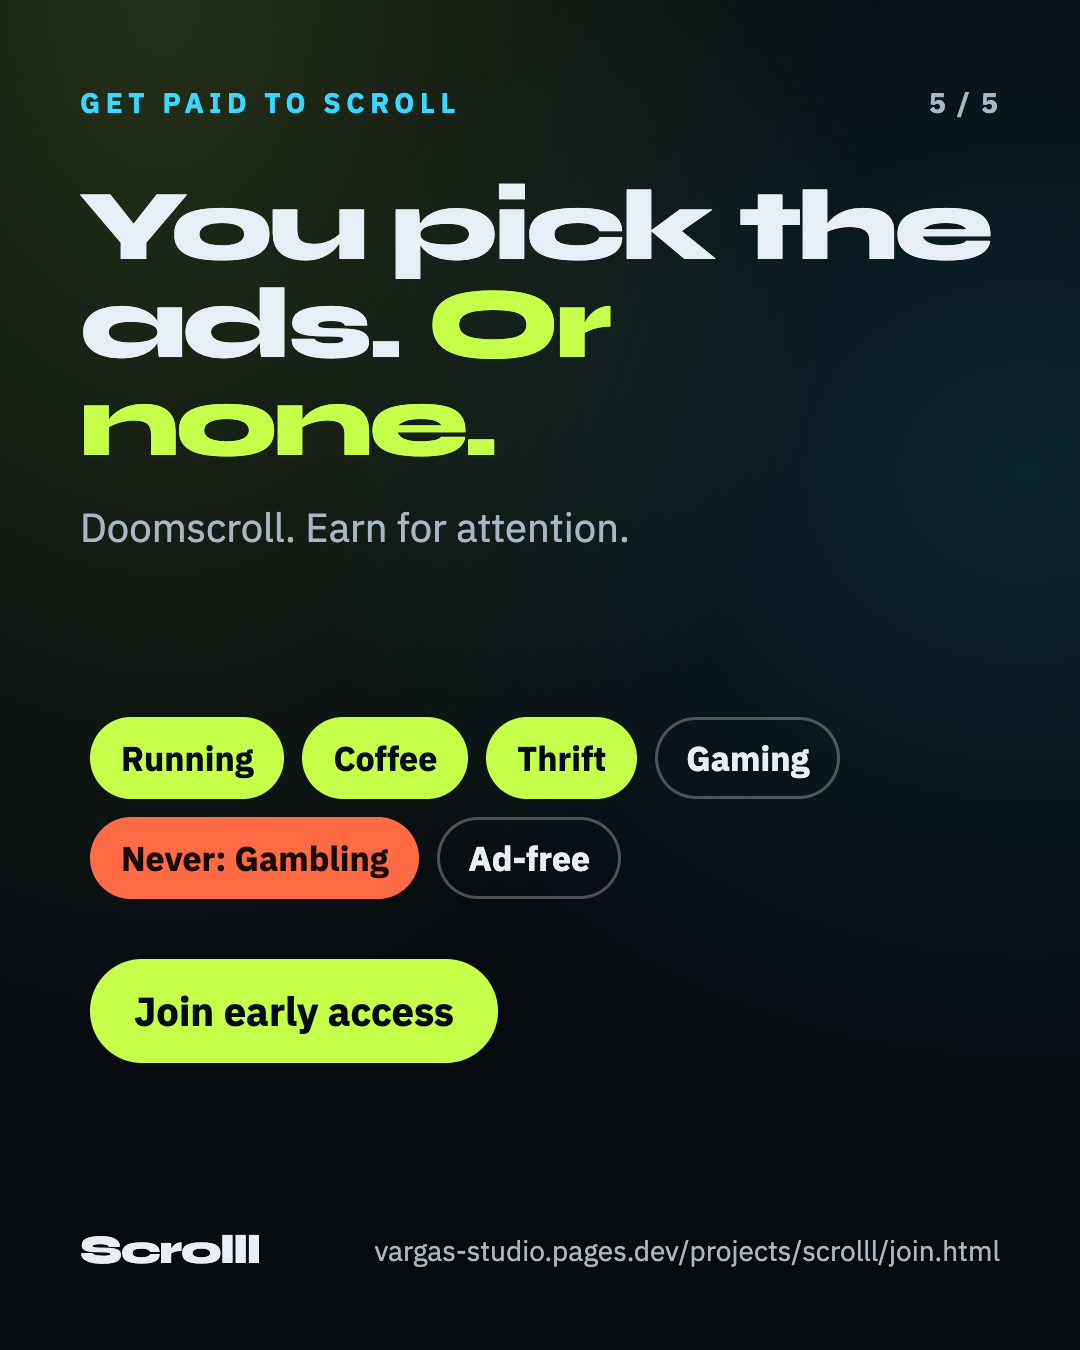 GET PAID TO SCROLL 5 / 5
You pick the
ads. Or
none.
Doomscroll. Earn for attention.
Running Coffee Thrift Gaming
Never: Gambling Ad-free
Join early access
Scrolll vargas-studio.pages.dev/projects/scrolll/join.html